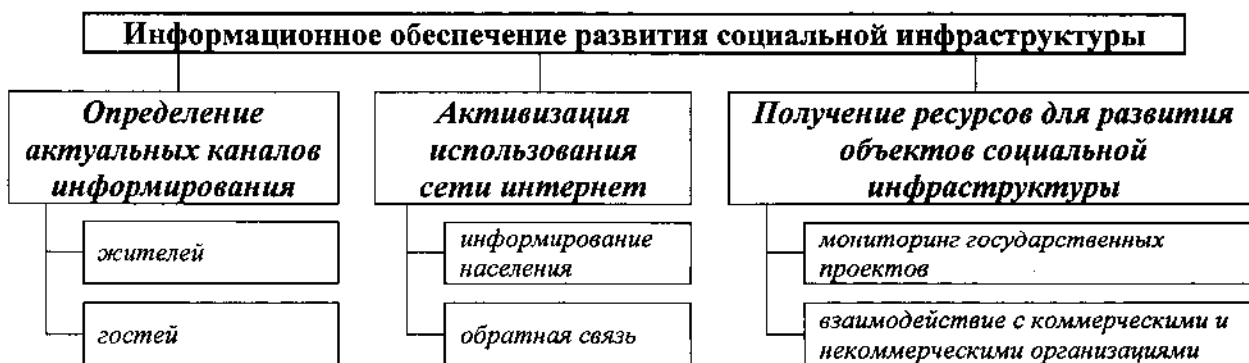 Информационное обеспечение развития социальной инфраструктуры
Определение
актуальных каналов
информирования
жителей
гостей
Активизация
использования
сети интернет
информирование
населения
обратная связь
Получение ресурсов для развития
объектов социальной
инфраструктуры
мониторинг государственных
проектов
взаимодействие с коммерческими и
некоммерческими организациями